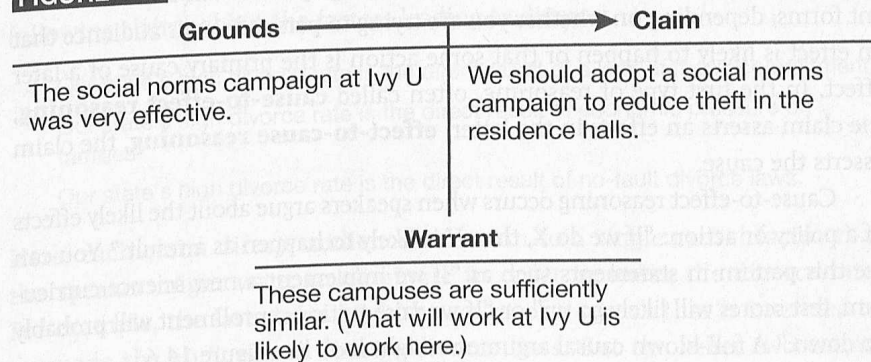 Grounds
Claim
The social norms campaign at Ivy U
was very effective.
We should adopt a social norms
campaign to reduce theft in the
residence halls.
Warrant
These campuses are sufficiently
similar. (What will work at Ivy U is
likely to work here.)